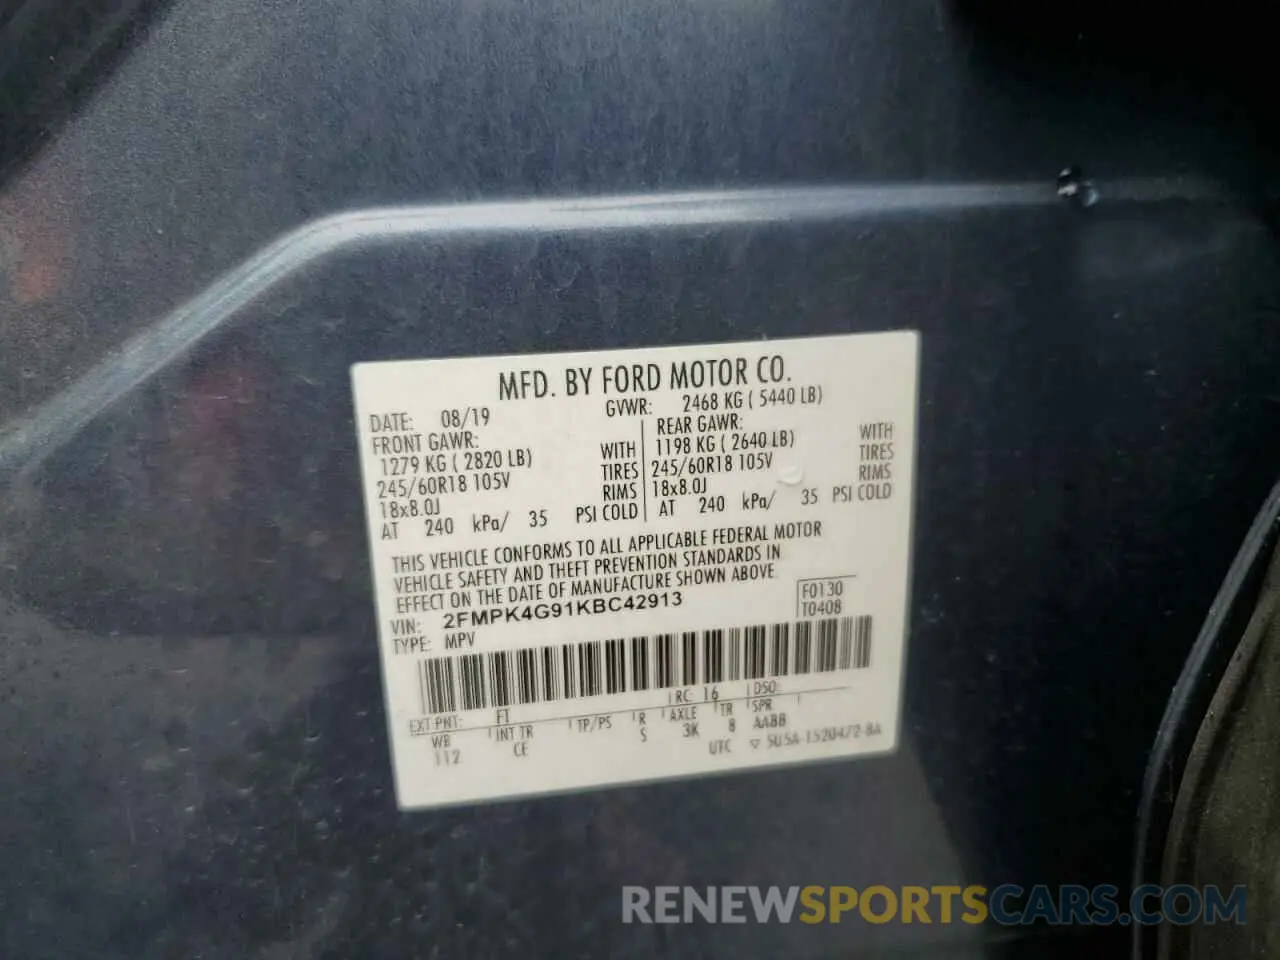 MFD. BY FORD MOTOR CO.
DATE: 08/19 GVWR: 2468 KG ( 5440 LB)
FRONT GAWR: REAR GAWR:
1279 KG ( 2820 LB) WITH 1198 KG ( 2640 LB) WITH
245/60R18 105V TIRES 245/60R18 105V TIRES
18x8.0J RIMS 18x8.0J RIMS
AT 240 kPa/ 35 PSI COLD AT 240 kPa/ 35 PSI COLD
THIS VEHICLE CONFORMS TO ALL APPLICABLE FEDERAL MOTOR
VEHICLE SAFETY AND THEFT PREVENTION STANDARDS IN
EFFECT ON THE DATE OF MANUFACTURE SHOWN ABOVE.
VIN: 2FMPK4G91KBC42913 F0130
TYPE: MPV T0408
EXT PNT: FT RC: 16 DSO:
WB INT TR TP/PS R AXLE TR SPR
112 CE S 3K 8 AABB
UTC ▽ 5U5A-1520472-BA
RENEWSPORTSCARS.COM